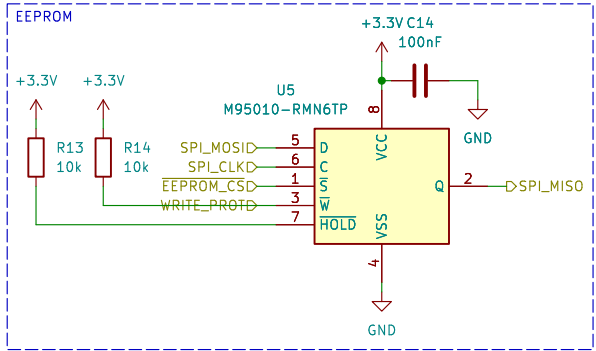 EEPROM
+3.3V C14
100nF
+3.3V
+3.3V
U5
M95010-RMN6TP
R13
10k
R14
10k
8
VCC
GND
SPI_MOSI
5
D
SPI_CLK
6
C
EEPROM_CS
1
S
WRITE_PROT
3
W
7
HOLD
Q
2
SPI_MISO
VSS
4
GND